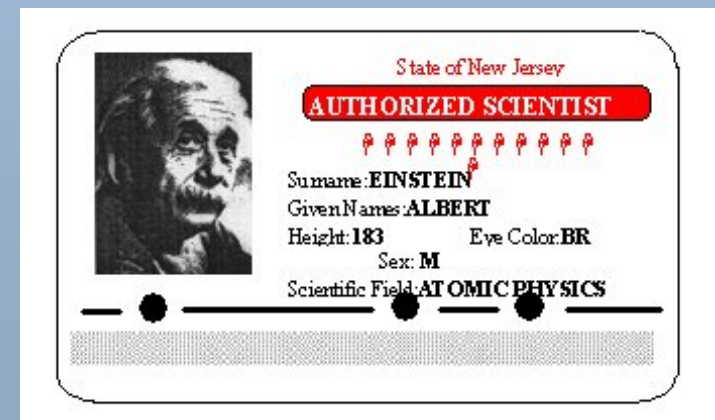 State of New Jersey
AUTHORIZED SCIENTIST
Surname:EINSTEIN
Given Names:ALBERT
Height:183 Eye Color:BR
Sex: M
Scientific Field:ATOMIC PHYSICS